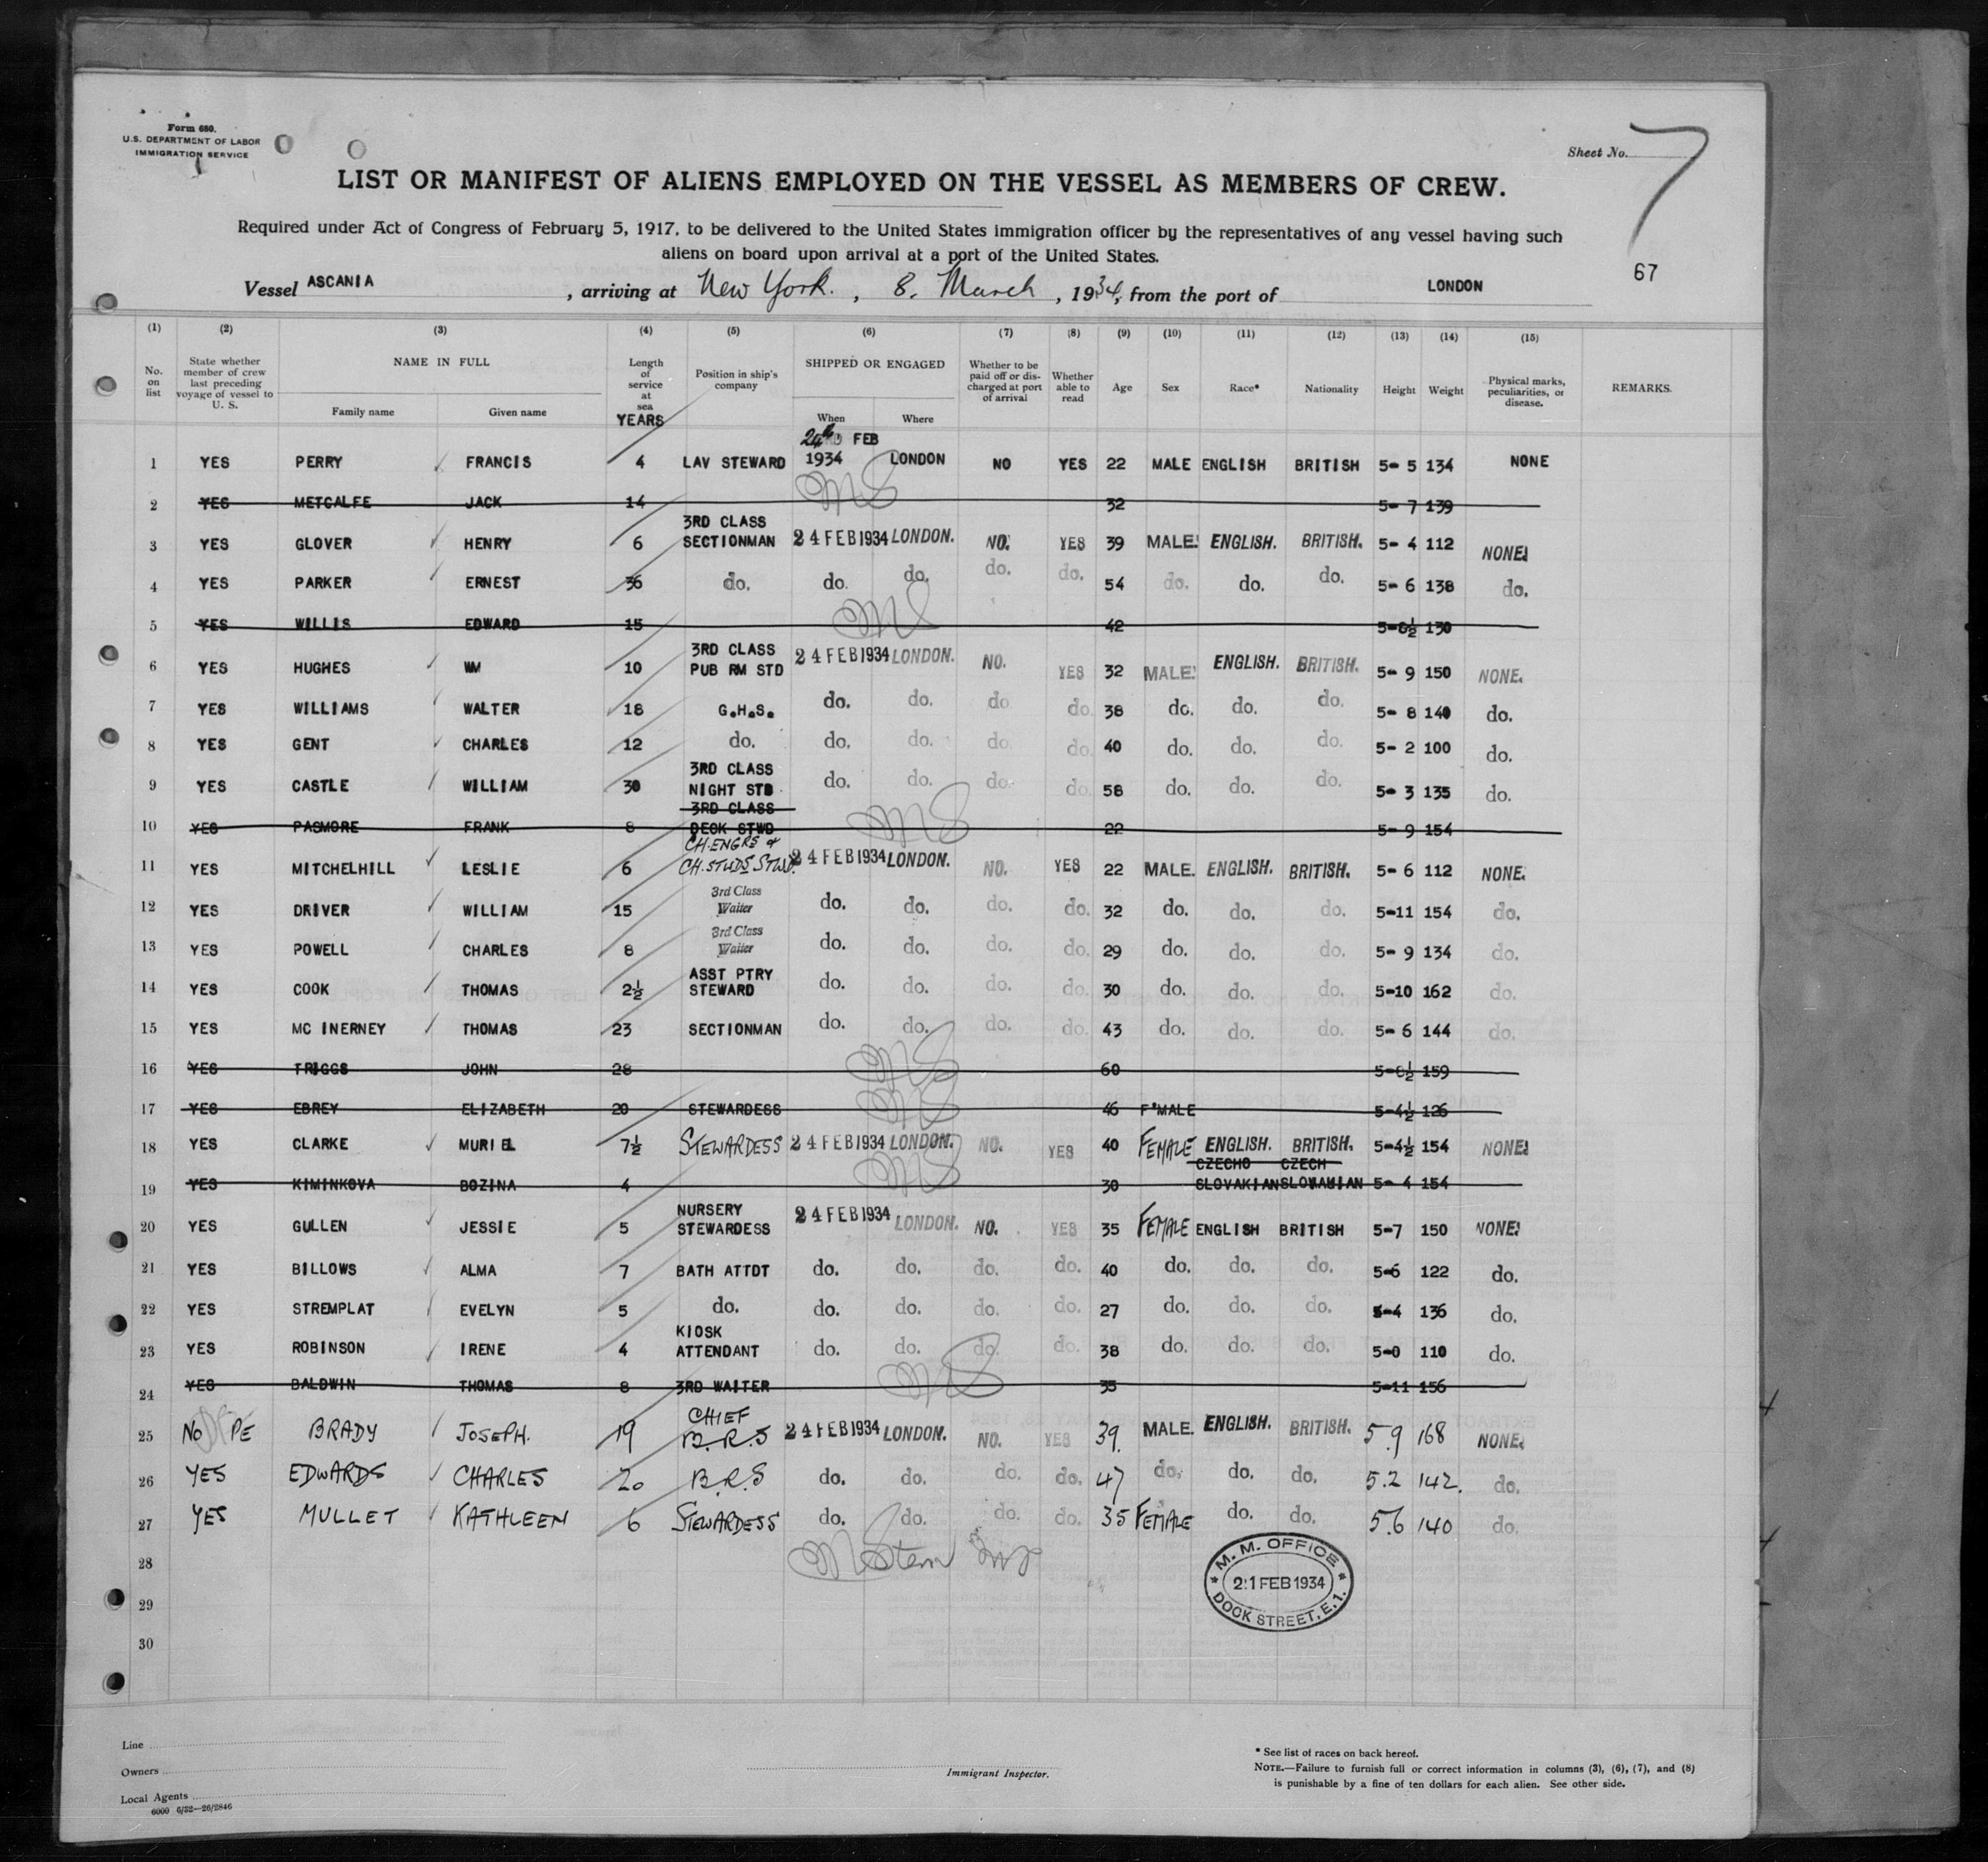 Form 680.
U.S. DEPARTMENT OF LABOR
IMMIGRATION SERVICE
Sheet No. 7
LIST OR MANIFEST OF ALIENS EMPLOYED ON THE VESSEL AS MEMBERS OF CREW.
Required under Act of Congress of February 5, 1917, to be delivered to the United States immigration officer by the representatives of any vessel having such
aliens on board upon arrival at a port of the United States.
67
Vessel ASCANIA, arriving at New York., 8. March, 1934, from the port of LONDON
(1) (2) (3) (4) (5) (6) (7) (8) (9) (10) (11) (12) (13) (14) (15)
No. on list State whether member of crew last preceding voyage of vessel to U. S. NAME IN FULL Family name Given name Length of service at sea YEARS Position in ship's company SHIPPED OR ENGAGED When Where Whether to be paid off or discharged at port of arrival Whether able to read Age Sex Race* Nationality Height Weight Physical marks, peculiarities, or disease. REMARKS.
1 YES PERRY FRANCIS 4 LAV STEWARD 24th FEB 1934 LONDON NO YES 22 MALE ENGLISH BRITISH 5- 5 134 NONE
2 YES METCALFE JACK 14 MS 32 5- 7 139
3 YES GLOVER HENRY 6 3RD CLASS SECTIONMAN 24 FEB 1934 LONDON. NO. YES 39 MALE. ENGLISH. BRITISH. 5- 4 112 NONE.
4 YES PARKER ERNEST 36 do. do. do. do. do. 54 do. do. do. 5- 6 138 do.
5 YES WILLIS EDWARD 15 MS 42 130
6 YES HUGHES WM 10 3RD CLASS PUB RM STD 24 FEB 1934 LONDON. NO. YES 32 MALE. ENGLISH. BRITISH. 5- 9 150 NONE.
7 YES WILLIAMS WALTER 18 G.H.S. do. do. do do. 38 do. do. do. 5- 8 140 do.
8 YES GENT CHARLES 12 do. do. do. do. do. 40 do. do. do. 5- 2 100 do.
9 YES CASTLE WILLIAM 30 3RD CLASS NIGHT STD do. do. do. do. 58 do. do. do. 5- 3 135 do.
10 YES PASMORE FRANK 8 3RD CLASS DECK STWD MS 22 5- 9 154
11 YES MITCHELHILL LESLIE 6 CH.ENGRS & CH.STWDS STWD. 24 FEB 1934 LONDON. NO. YES 22 MALE. ENGLISH. BRITISH. 5- 6 112 NONE.
12 YES DRIVER WILLIAM 15 3rd Class Waiter do. do. do. do. 32 do. do. do. 5-11 154 do.
13 YES POWELL CHARLES 8 3rd Class Waiter do. do. do. do. 29 do. do. do. 5- 9 134 do.
14 YES COOK THOMAS 2½ ASST PTRY STEWARD do. do. do. do. 30 do. do. do. 5-10 162 do.
15 YES MC INERNEY THOMAS 23 SECTIONMAN do. do. do. do. 43 do. do. do. 5- 6 144 do.
16 YES TRIGGS JOHN 28 MS 60 159
17 YES EBREY ELIZABETH 20 STEWARDESS MS 46 F'MALE 5-4½ 126
18 YES CLARKE MURIEL 7½ STEWARDESS 24 FEB 1934 LONDON. NO. YES 40 FEMALE ENGLISH. BRITISH. 5-4½ 154 NONE.
19 YES KIMINKOVA BOZINA 4 MS 30 CZECHO SLOVAKIAN CZECH 5- 4 154
20 YES GULLEN JESSIE 5 NURSERY STEWARDESS 24 FEB 1934 LONDON. NO. YES 35 FEMALE ENGLISH BRITISH 5-7 150 NONE.
21 YES BILLOWS ALMA 7 BATH ATTDT do. do. do. do. 40 do. do. do. 5-6 122 do.
22 YES STREMPLAT EVELYN 5 do. do. do. do. do. 27 do. do. do. 5-4 136 do.
23 YES ROBINSON IRENE 4 KIOSK ATTENDANT do. do. do. do. 38 do. do. do. 5-0 110 do.
24 YES BALDWIN THOMAS 8 3RD WAITER MS 35 5-11 156
25 NO PE BRADY JOSEPH. 19 CHIEF B.R.S 24 FEB 1934 LONDON. NO. YES 39. MALE. ENGLISH. BRITISH. 5.9 168 NONE.
26 YES EDWARDS CHARLES 20 B.R.S do. do. do. do. 47 do. do. do. 5.2 142. do.
27 YES MULLET KATHLEEN 6 STEWARDESS do. do. do. do. 35 FEMALE do. do. 5.6 140 do.
28
29
30
M. M. OFFICE
21 FEB 1934
DOCK STREET, E.1.
Line
Owners
Local Agents
6000 6/32-26/2846
Immigrant Inspector.
* See list of races on back hereof.
NOTE.—Failure to furnish full or correct information in columns (3), (6), (7), and (8)
is punishable by a fine of ten dollars for each alien. See other side.